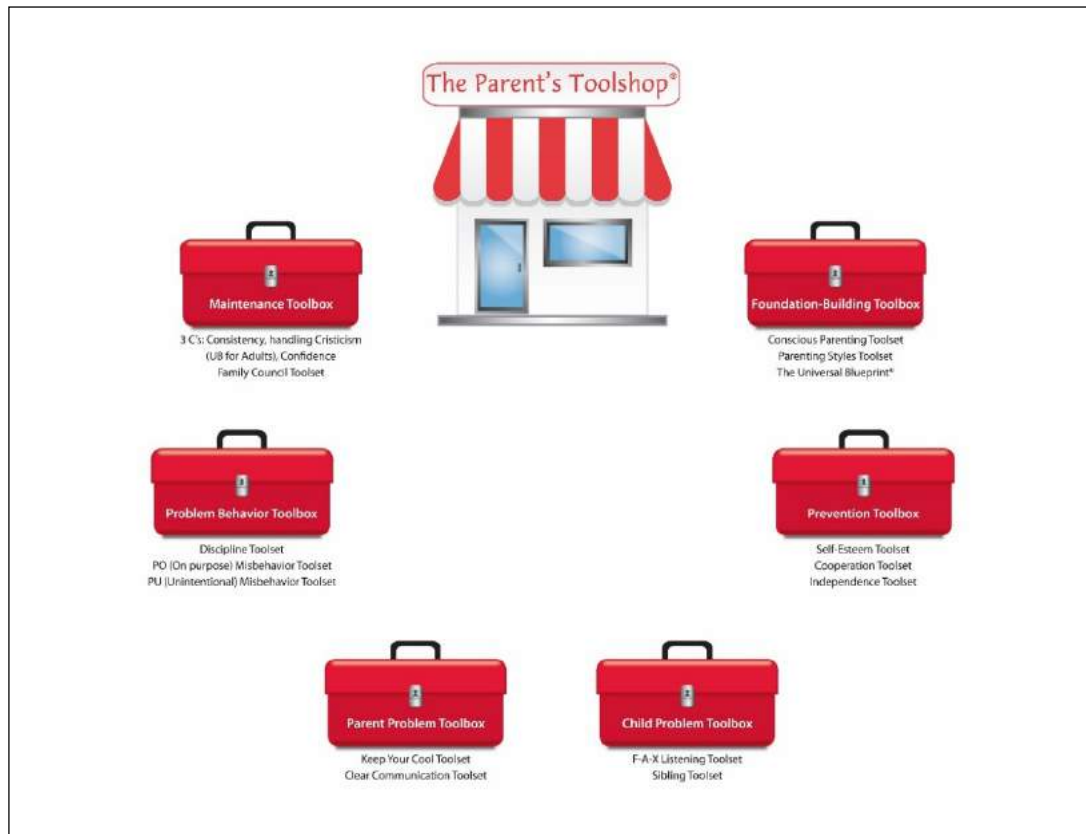 The Parent's Toolshop®
Maintenance Toolbox
3 C's: Consistency, handling Cristicism
(UB for Adults), Confidence
Family Council Toolset
Foundation-Building Toolbox
Conscious Parenting Toolset
Parenting Styles Toolset
The Universal Blueprint®
Problem Behavior Toolbox
Discipline Toolset
PO (On purpose) Misbehavior Toolset
PU (Unintentional) Misbehavior Toolset
Prevention Toolbox
Self-Esteem Toolset
Cooperation Toolset
Independence Toolset
Parent Problem Toolbox
Keep Your Cool Toolset
Clear Communication Toolset
Child Problem Toolbox
F-A-X Listening Toolset
Sibling Toolset